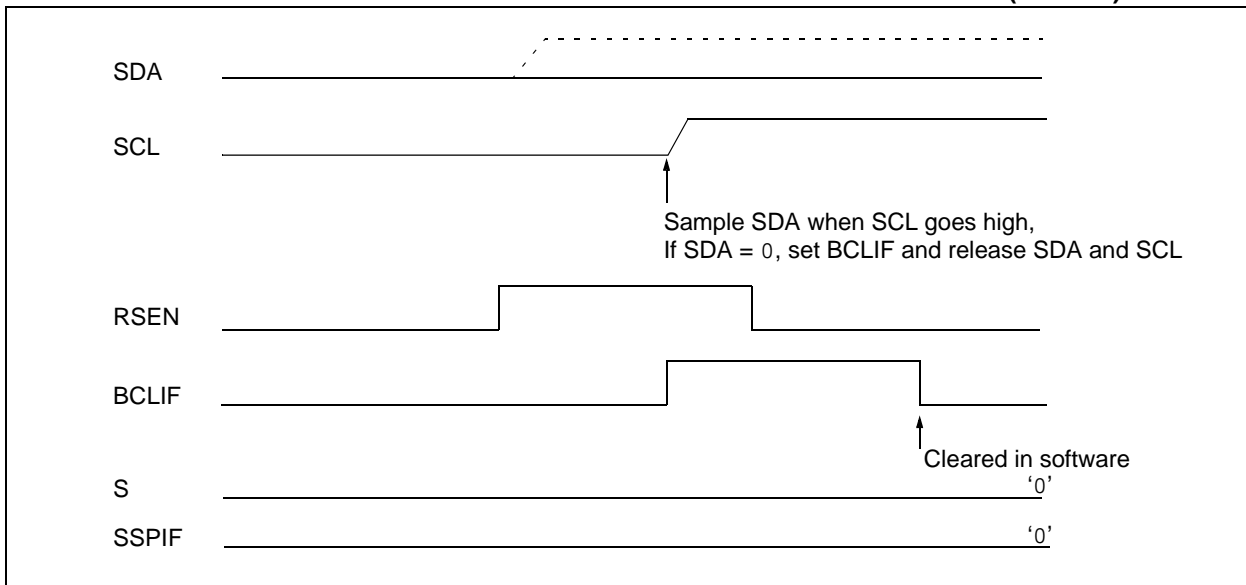 SDA
SCL
Sample SDA when SCL goes high,
If SDA = 0, set BCLIF and release SDA and SCL
RSEN
BCLIF
Cleared in software
S '0'
SSPIF '0'